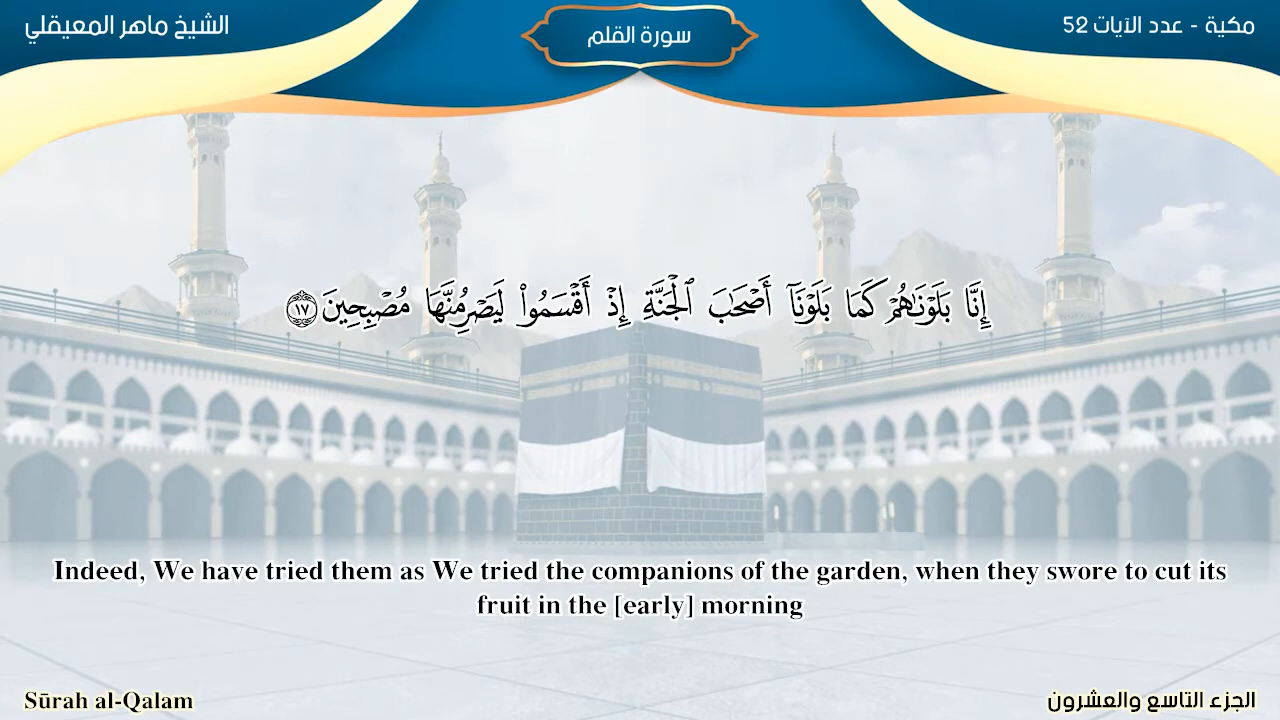 الشيخ ماهر المعيقلي
سورة القلم
مكية - عدد الآيات 52
إِنَّا بَلَوْنَٰهُمْ كَمَا بَلَوْنَآ أَصْحَٰبَ ٱلْجَنَّةِ إِذْ أَقْسَمُوا۟ لَيَصْرِمُنَّهَا مُصْبِحِينَ ١٧
Indeed, We have tried them as We tried the companions of the garden, when they swore to cut its
fruit in the [early] morning
Sūrah al-Qalam
الجزء التاسع والعشرون